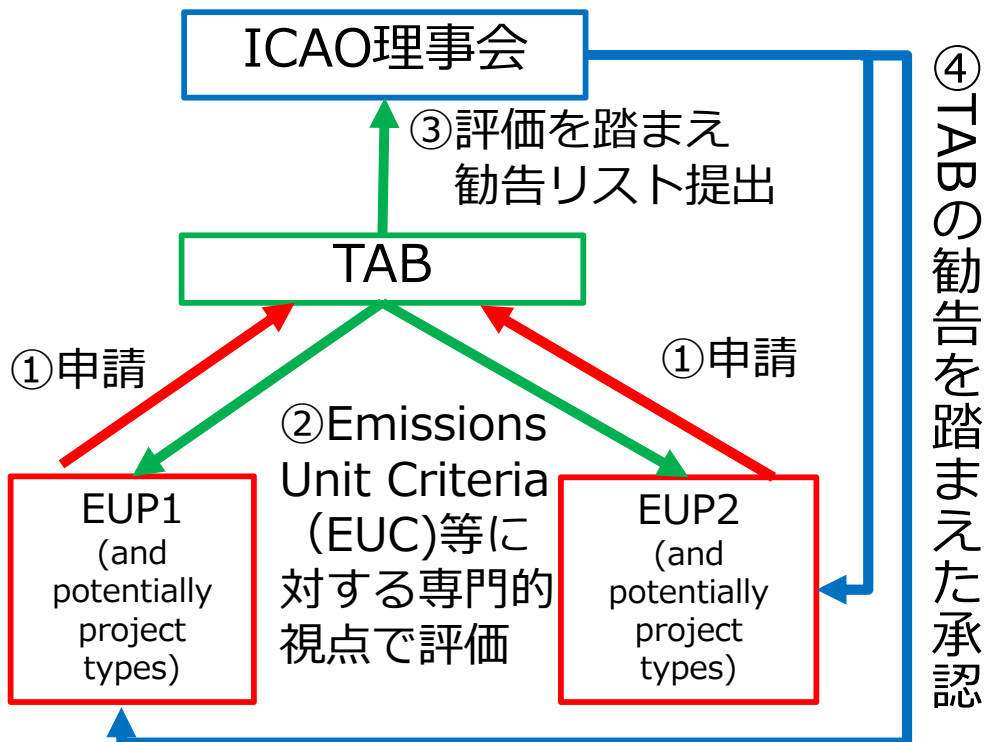 ICAO理事会
③評価を踏まえ
勧告リスト提出
④TABの勧告を踏まえた承認
TAB
①申請
①申請
②Emissions
Unit Criteria
（EUC)等に
対する専門的
視点で評価
EUP1
(and
potentially
project
types)
EUP2
(and
potentially
project
types)